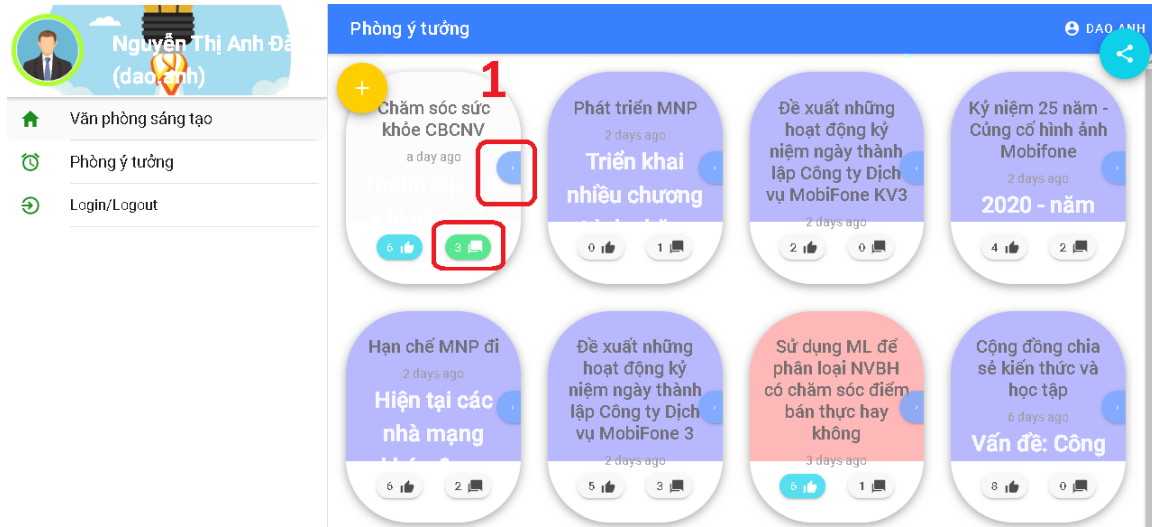 Nguyễn Thị Anh Đà
(dao.anh)
Văn phòng sáng tạo
Phòng ý tưởng
Login/Logout
Phòng ý tưởng
DAO ANH
1
+
Chăm sóc sức
khỏe CBCNV
a day ago
Thành lập
6
3
Phát triển MNP
2 days ago
Triển khai
nhiều chương
0
1
Đề xuất những
hoạt động kỷ
niệm ngày thành
lập Công ty Dịch
vụ MobiFone KV3
2 days ago
2
0
Kỷ niệm 25 năm -
Củng cố hình ảnh
Mobifone
2 days ago
2020 - năm
4
2
Hạn chế MNP đi
2 days ago
Hiện tại các
nhà mạng
6
2
Đề xuất những
hoạt động kỷ
niệm ngày thành
lập Công ty Dịch
vụ MobiFone 3
2 days ago
5
3
Sử dụng ML để
phân loại NVBH
có chăm sóc điểm
bán thực hay
không
3 days ago
6
1
Cộng đồng chia
sẻ kiến thức và
học tập
6 days ago
Vấn đề: Công
8
0